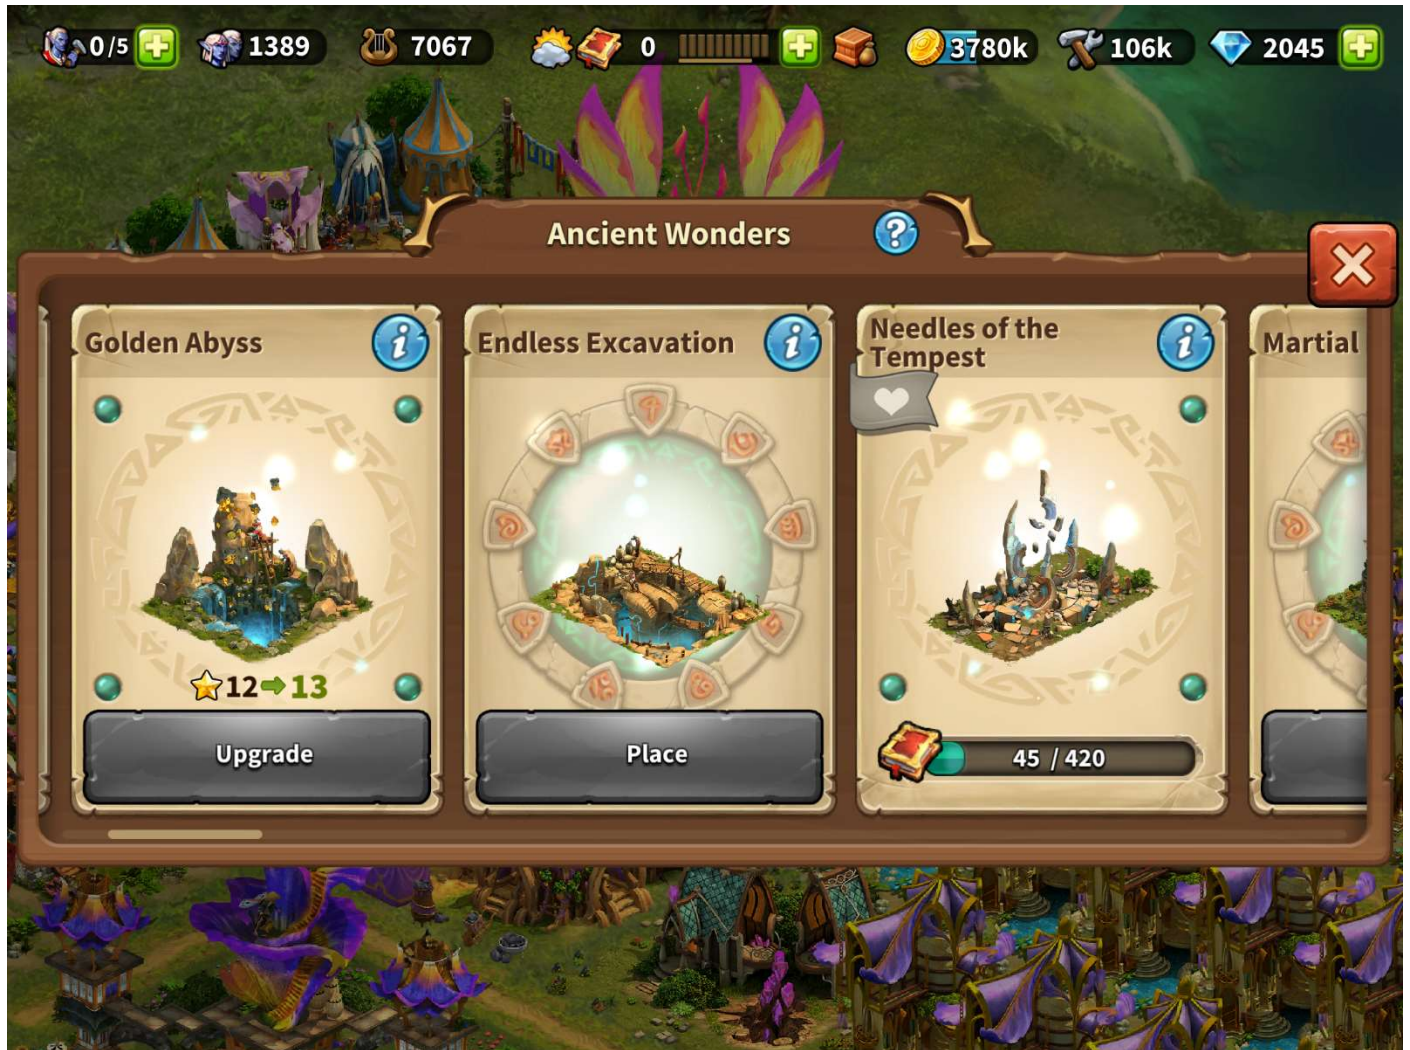 0/5
1389
7067
0
3780k
106k
2045
Ancient Wonders
?
Golden Abyss
i
Endless Excavation
i
Needles of the
Tempest
i
Martial
12 13
Upgrade
Place
45 / 420